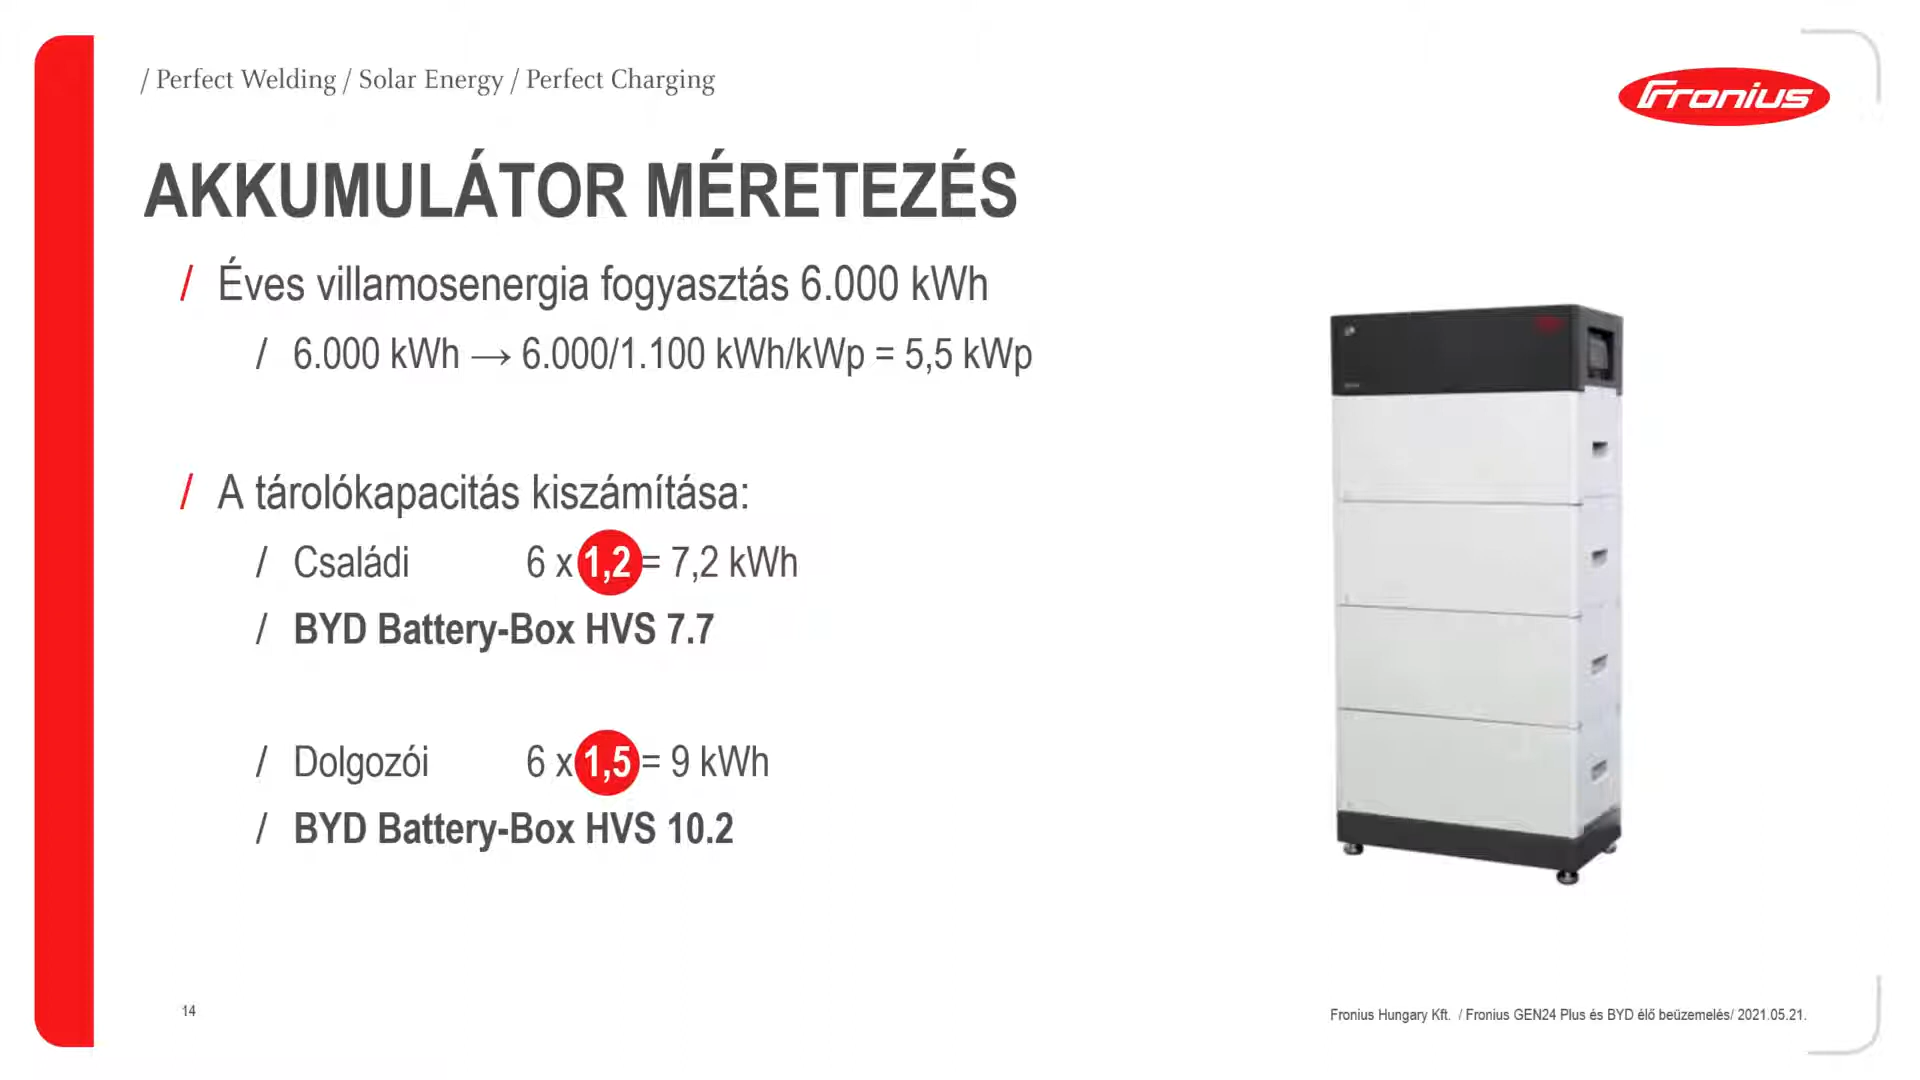 / Perfect Welding / Solar Energy / Perfect Charging
Fronius
AKKUMULÁTOR MÉRETEZÉS
/ Éves villamosenergia fogyasztás 6.000 kWh
/ 6.000 kWh → 6.000/1.100 kWh/kWp = 5,5 kWp
/ A tárolókapacitás kiszámítása:
/ Családi 6 x 1,2 = 7,2 kWh
/ BYD Battery-Box HVS 7.7
/ Dolgozói 6 x 1,5 = 9 kWh
/ BYD Battery-Box HVS 10.2
14
Fronius Hungary Kft. / Fronius GEN24 Plus és BYD élő beüzemelés/ 2021.05.21.